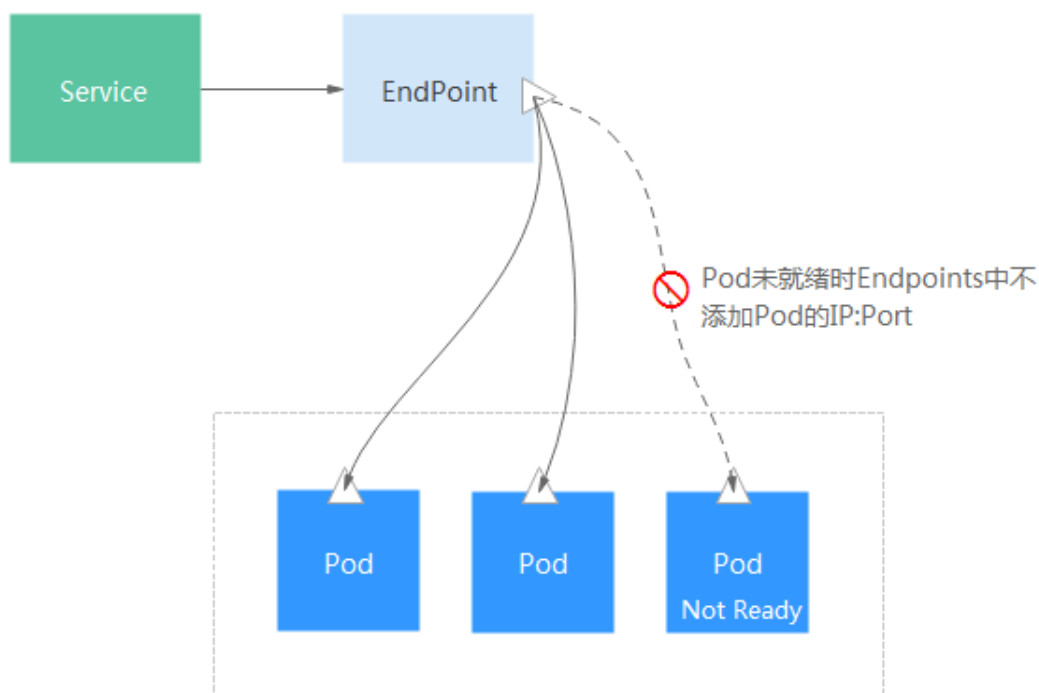 Service
EndPoint
Pod未就绪时Endpoints中不
添加Pod的IP:Port
Pod
Pod
Pod
Not Ready